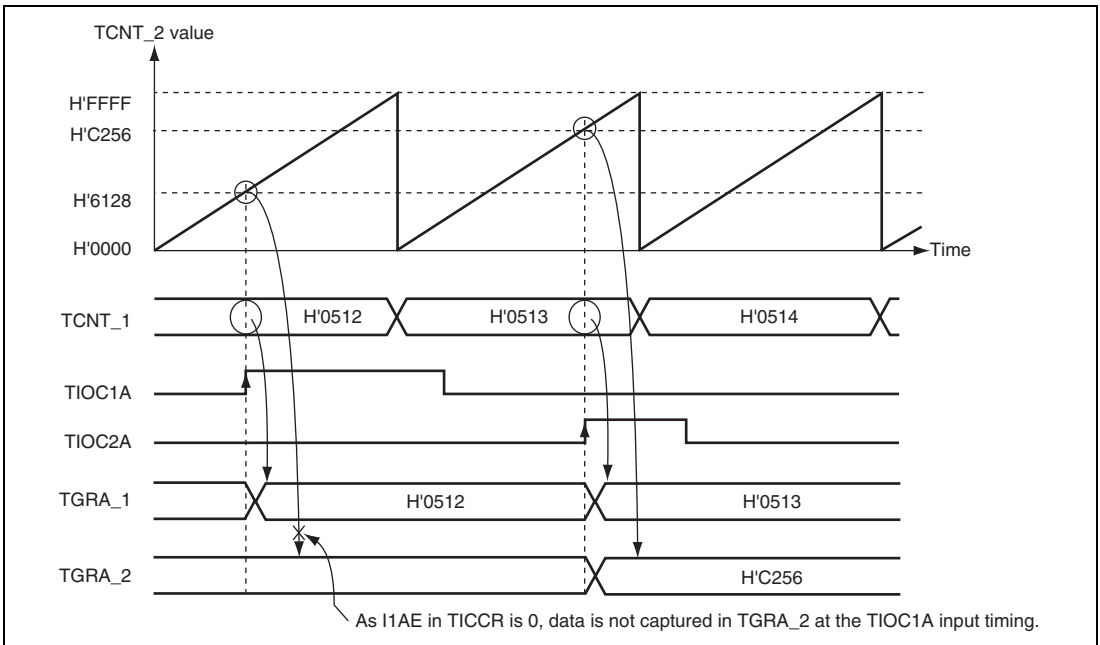 TCNT_2 value
H'FFFF
H'C256
H'6128
H'0000
Time
TCNT_1
H'0512
H'0513
H'0514
TIOC1A
TIOC2A
TGRA_1
H'0512
H'0513
TGRA_2
H'C256
As I1AE in TICCR is 0, data is not captured in TGRA_2 at the TIOC1A input timing.